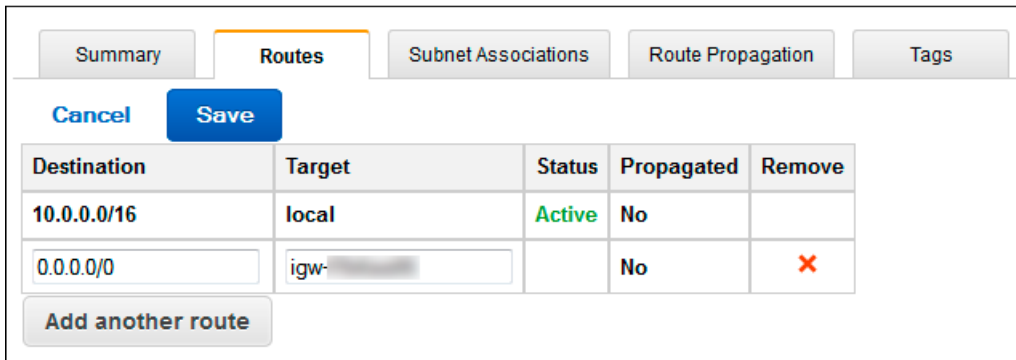 Summary Routes Subnet Associations Route Propagation Tags
Cancel Save
Destination Target Status Propagated Remove
10.0.0.0/16 local Active No
0.0.0.0/0 igw- No
Add another route